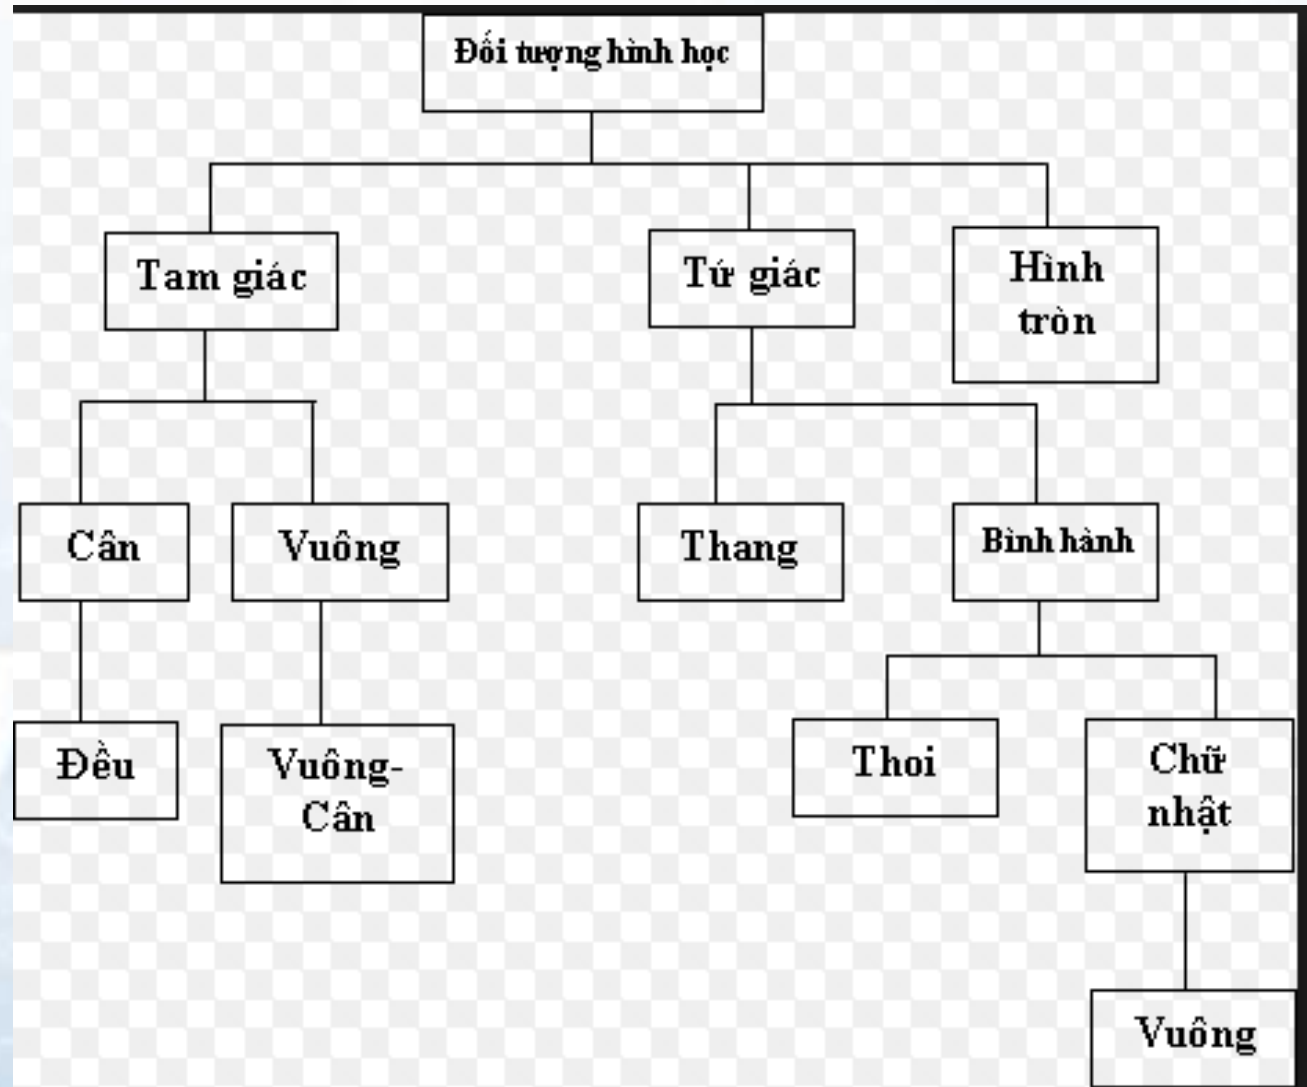 Đối tượng hình học
Tam giác
Tứ giác
Hình
tròn
Cân
Vuông
Thang
Bình hành
Đều
Vuông-
Cân
Thoi
Chữ
nhật
Vuông